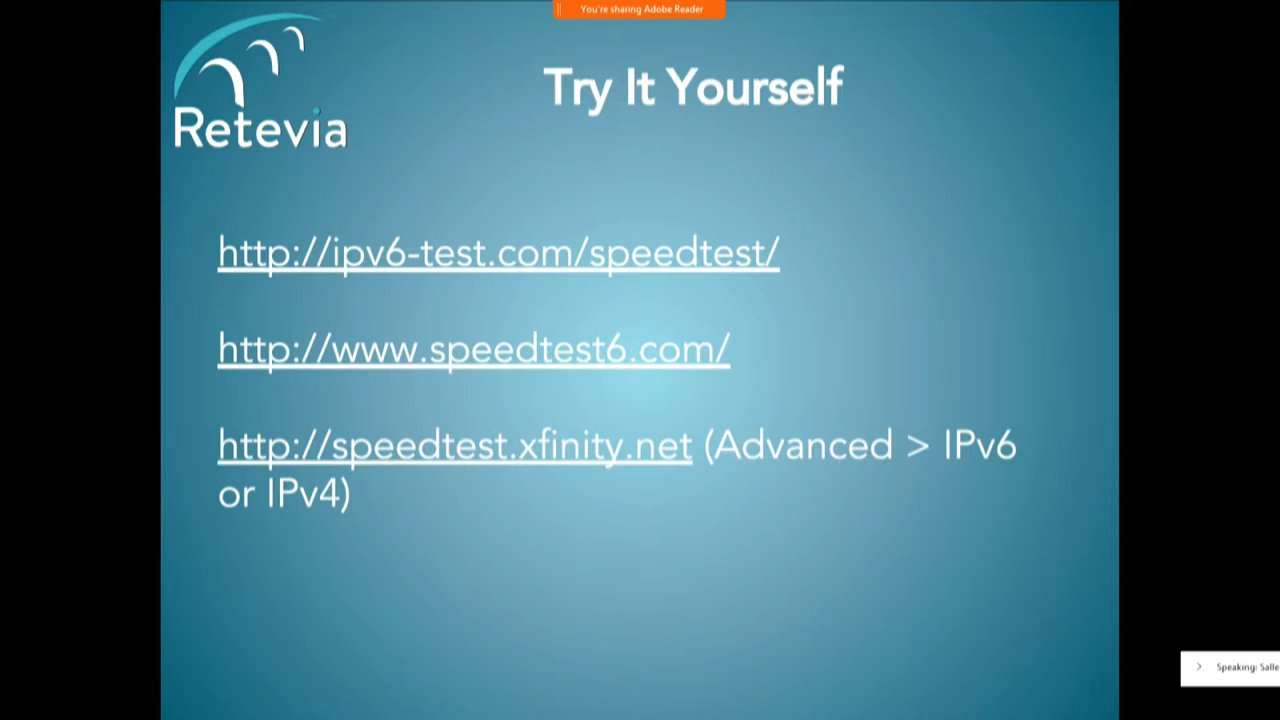 You're sharing Adobe Reader
Retevia
Try It Yourself
http://ipv6-test.com/speedtest/
http://www.speedtest6.com/
http://speedtest.xfinity.net (Advanced > IPv6
or IPv4)
Speaking: Salle